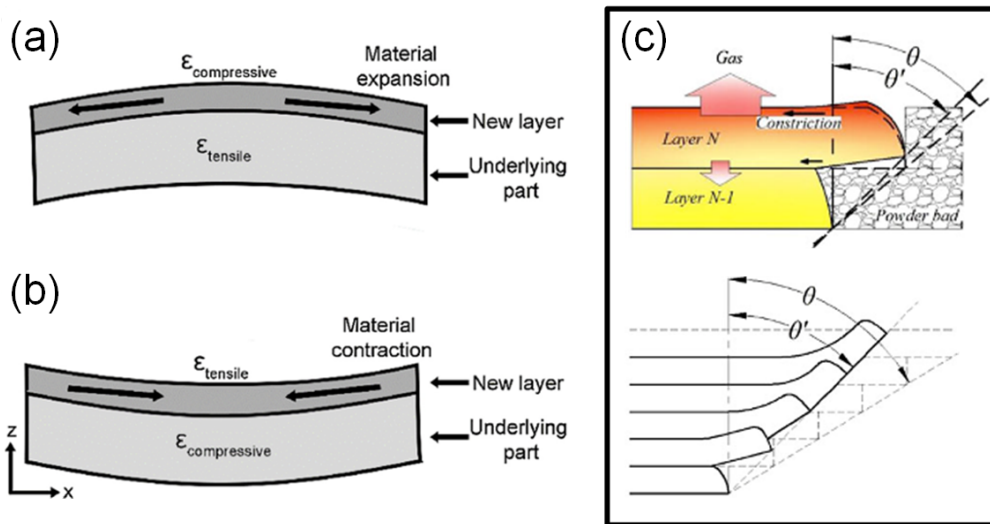 (a)
εcompressive
Material
expansion
New layer
εtensile
Underlying
part
(b)
Material
contraction
εtensile
New layer
εcompressive
Underlying
part
z
x
(c)
Gas
θ
θ'
Constriction
Layer N
Layer N-1
Powder bad
θ
θ'